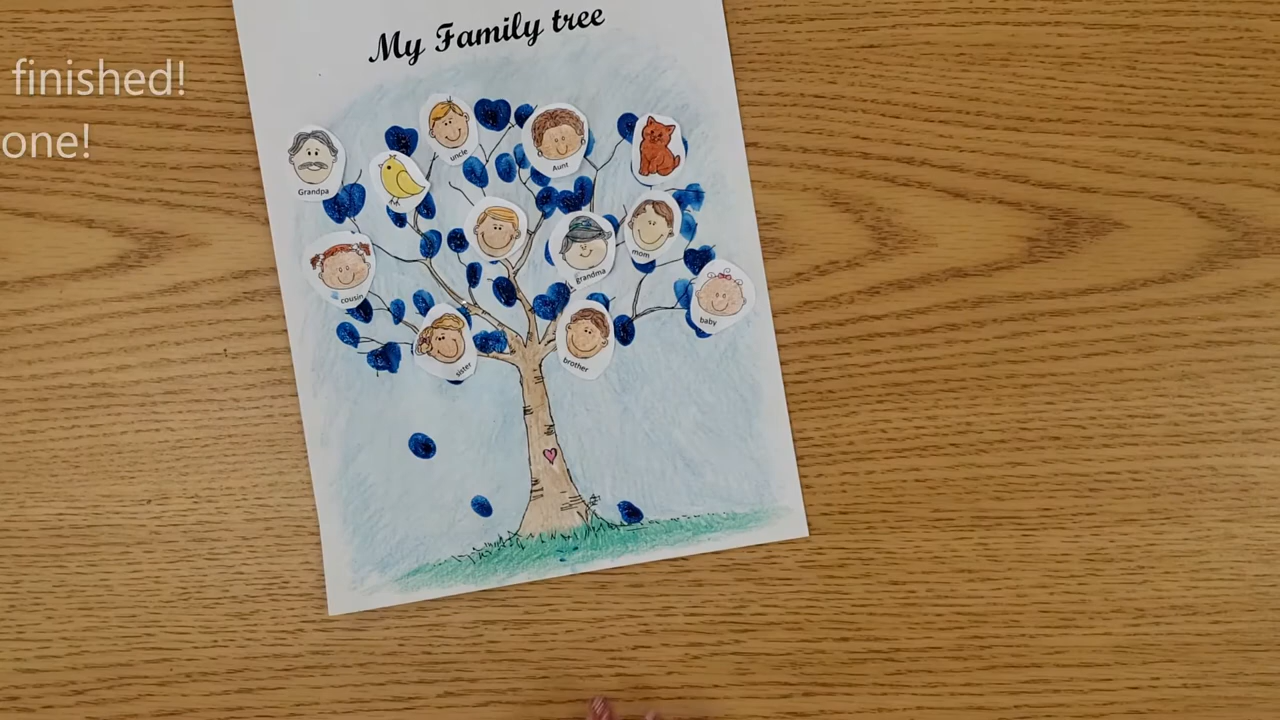 My Family tree
finished!
one!
uncle
Aunt
Grandpa
mom
grandma
cousin
baby
sister
brother